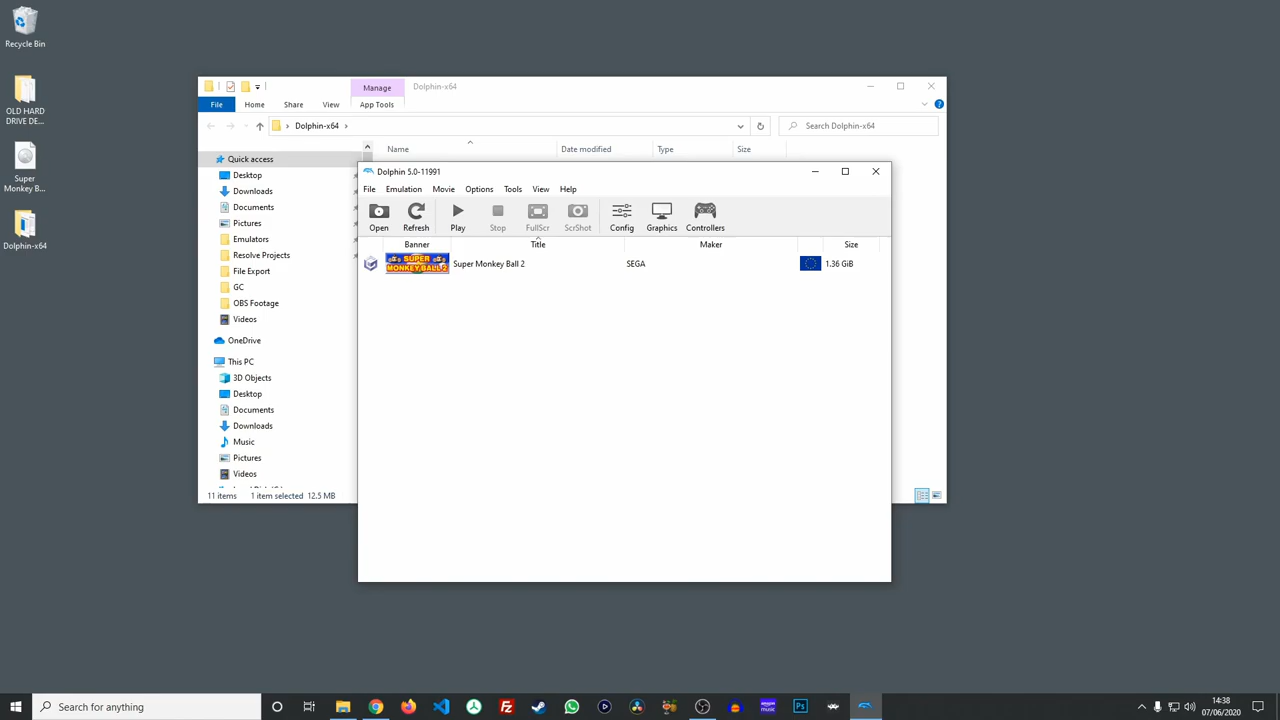 Recycle Bin
OLD HARD
DRIVE DE...
Super
Monkey B...
Dolphin-x64
Manage
Dolphin-x64
File
Home
Share
View
App Tools
Dolphin-x64
Search Dolphin-x64
Name
Date modified
Type
Size
Quick access
Desktop
Downloads
Documents
Pictures
Emulators
Resolve Projects
File Export
GC
OBS Footage
Videos
OneDrive
This PC
3D Objects
Desktop
Documents
Downloads
Music
Pictures
Videos
11 items
1 item selected 12.5 MB
Dolphin 5.0-11991
File
Emulation
Movie
Options
Tools
View
Help
Open
Refresh
Play
Stop
FullScr
ScrShot
Config
Graphics
Controllers
Banner
Title
Maker
Size
SUPER
MONKEY BALL 2
Super Monkey Ball 2
SEGA
1.36 GiB
Search for anything
Fz
music
Ps
14:38
07/06/2020